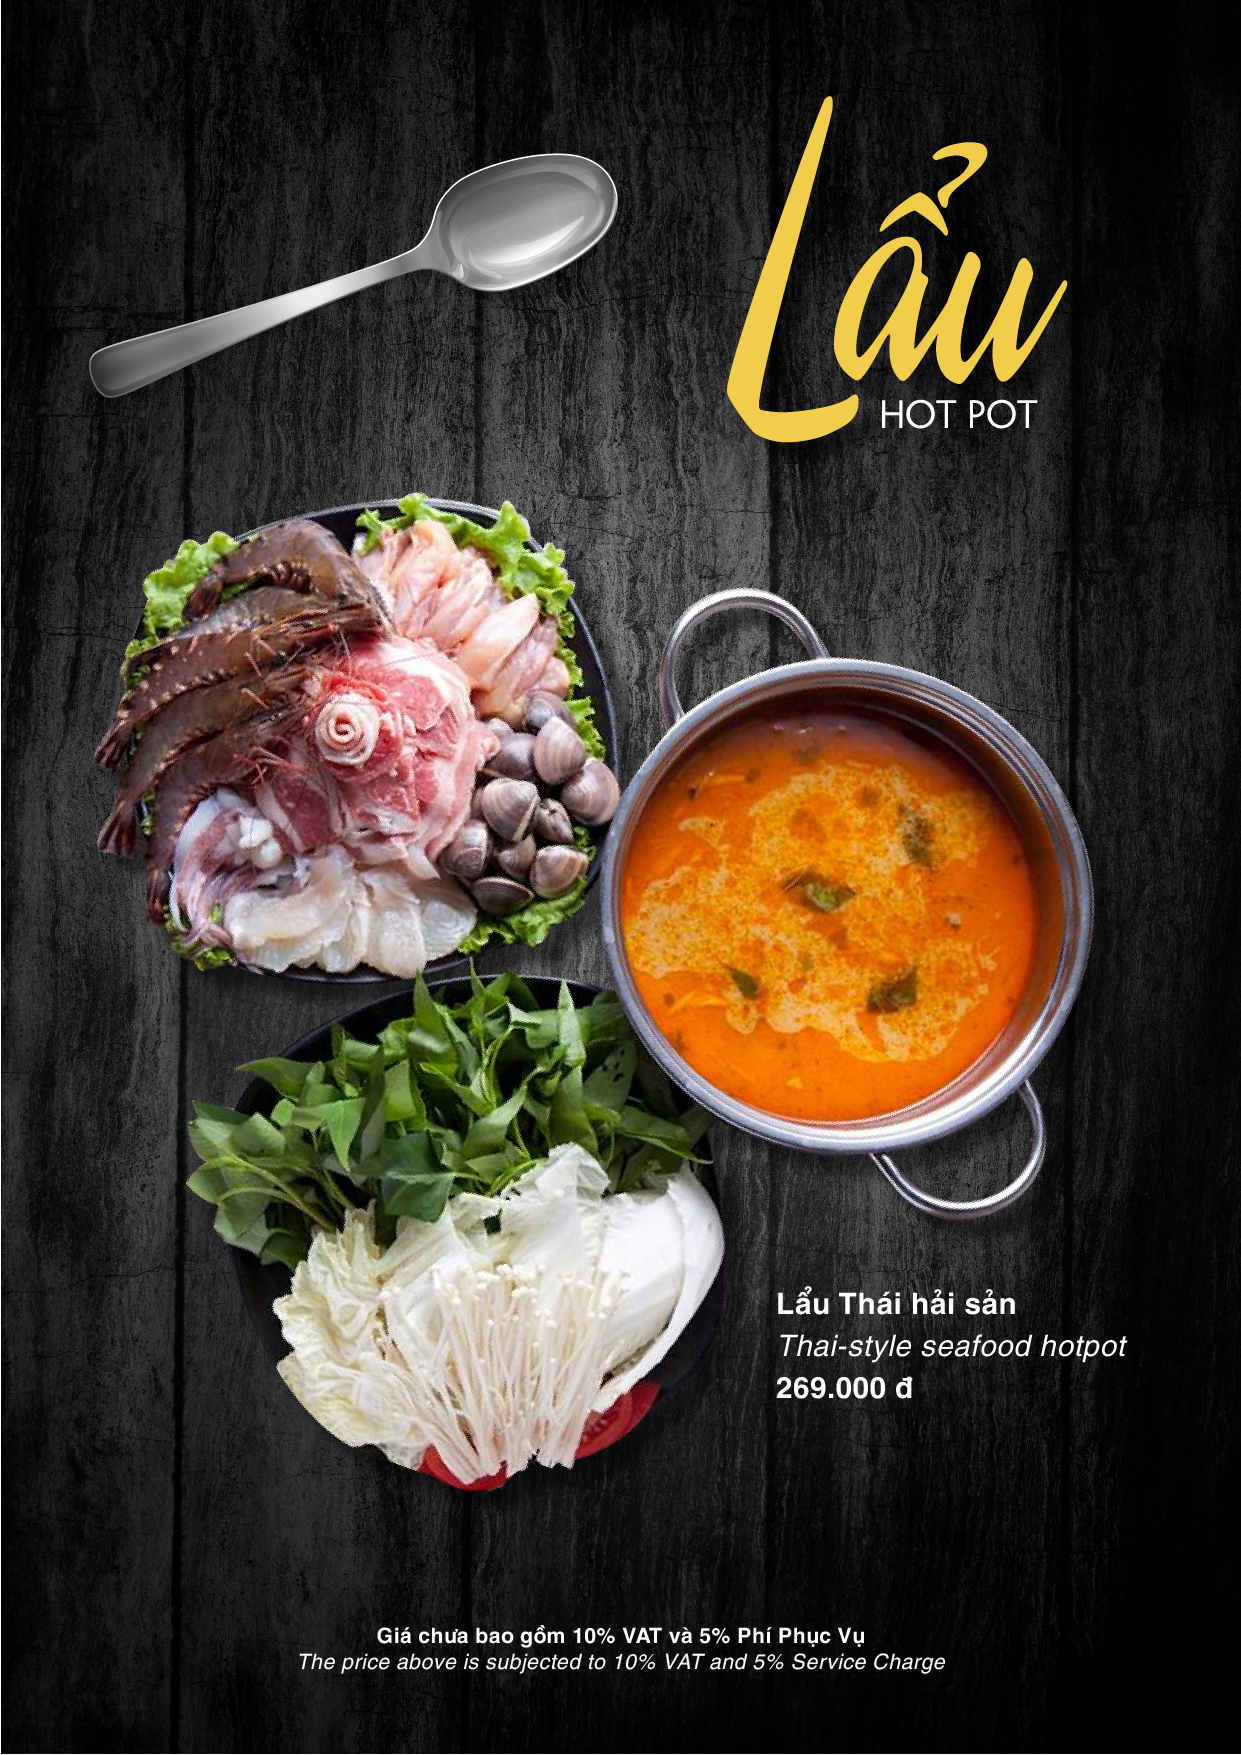 Lẩu
HOT POT
Lẩu Thái hải sản
Thai-style seafood hotpot
269.000 đ
Giá chưa bao gồm 10% VAT và 5% Phí Phục Vụ
The price above is subjected to 10% VAT and 5% Service Charge